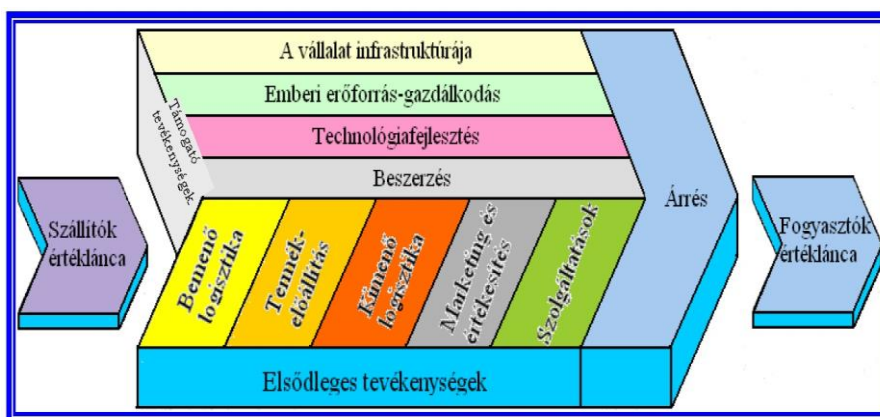 A vállalat infrastruktúrája
Emberi erőforrás-gazdálkodás
Technológiafejlesztés
Beszerzés
Támogató
tevékenységek
Szállítók
értéklánca
Bemenő
logisztika
Termék-
előállítás
Kimenő
logisztika
Marketing és
értékesítés
Szolgáltatások
Árrés
Fogyasztók
értéklánca
Elsődleges tevékenységek